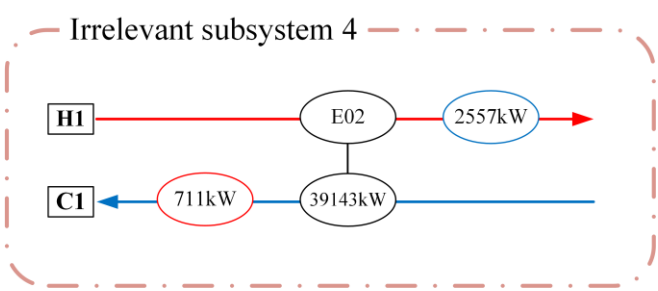 Irrelevant subsystem 4
H1
E02
2557kW
C1
711kW
39143kW